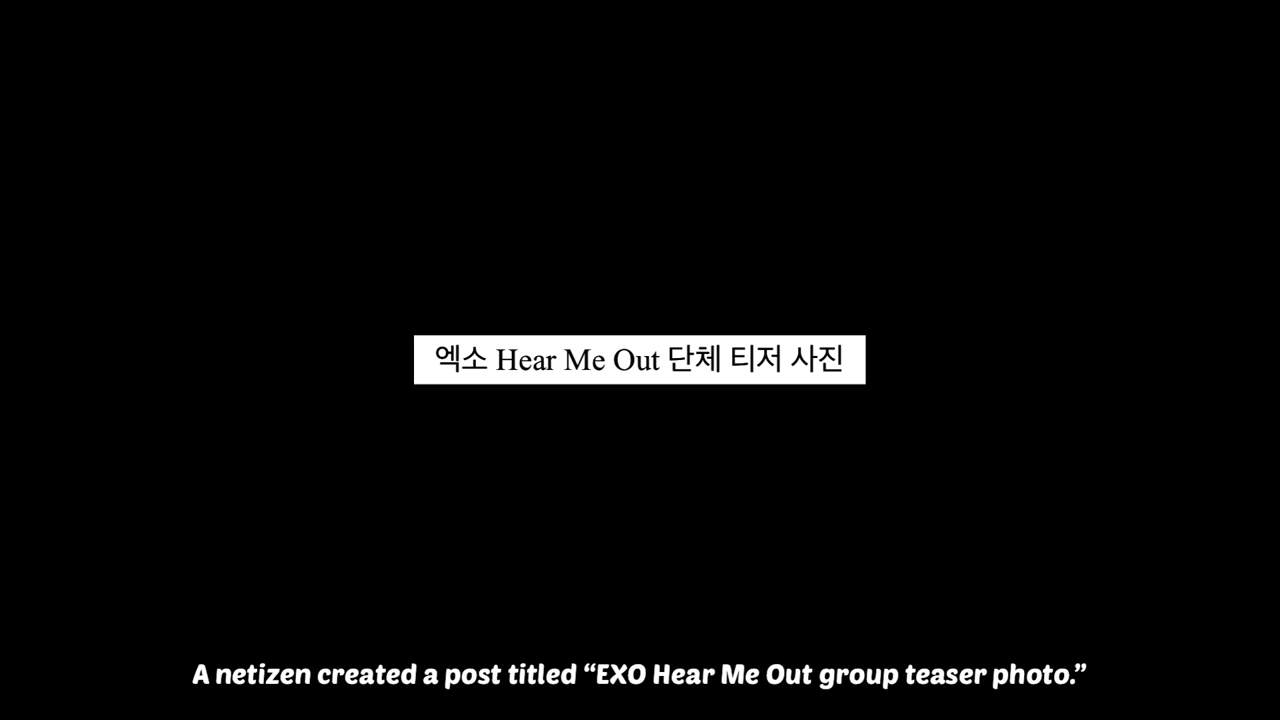 엑소 Hear Me Out 단체 티저 사진
A netizen created a post titled “EXO Hear Me Out group teaser photo.”